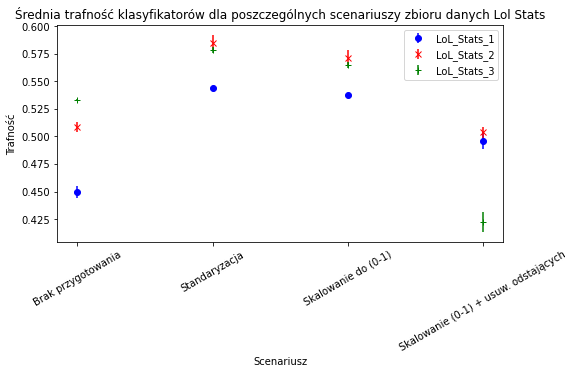 Średnia trafność klasyfikatorów dla poszczególnych scenariuszy zbioru danych Lol Stats
0.600
0.575
0.550
0.525
0.500
0.475
0.450
0.425
Trafność
LoL_Stats_1
LoL_Stats_2
LoL_Stats_3
Brak przygotowania
Standaryzacja
Skalowanie do (0-1)
Skalowanie (0-1) + usuw. odstających
Scenariusz